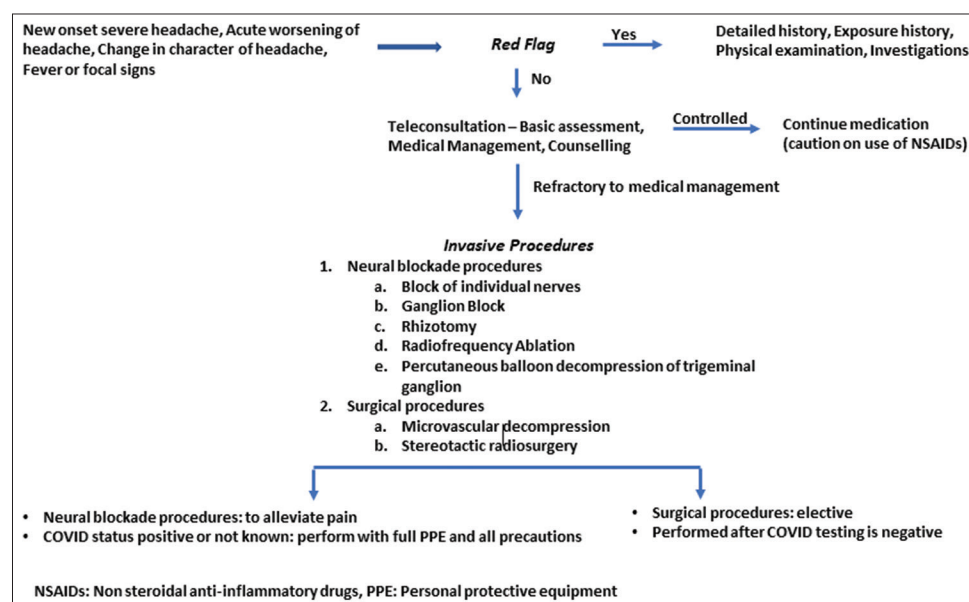 New onset severe headache, Acute worsening of
headache, Change in character of headache,
Fever or focal signs
Red Flag
Yes
Detailed history, Exposure history,
Physical examination, Investigations
No
Teleconsultation – Basic assessment,
Medical Management, Counselling
Controlled
Continue medication
(caution on use of NSAIDs)
Refractory to medical management
Invasive Procedures
1. Neural blockade procedures
a. Block of individual nerves
b. Ganglion Block
c. Rhizotomy
d. Radiofrequency Ablation
e. Percutaneous balloon decompression of trigeminal
ganglion
2. Surgical procedures
a. Microvascular decompression
b. Stereotactic radiosurgery
• Neural blockade procedures: to alleviate pain
• COVID status positive or not known: perform with full PPE and all precautions
• Surgical procedures: elective
• Performed after COVID testing is negative
NSAIDs: Non steroidal anti-inflammatory drugs, PPE: Personal protective equipment